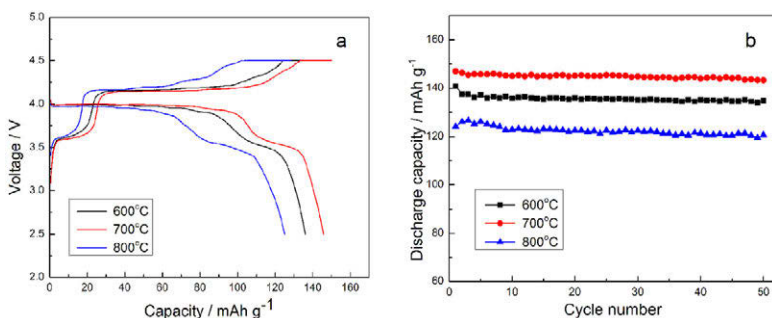 a
5.0
4.5
4.0
3.5
3.0
2.5
2.0
Voltage / V
600°C
700°C
800°C
0 20 40 60 80 100 120 140 160
Capacity / mAh g-1
b
160
140
120
100
80
60
Discharge capacity / mAh g-1
600°C
700°C
800°C
0 10 20 30 40 50
Cycle number